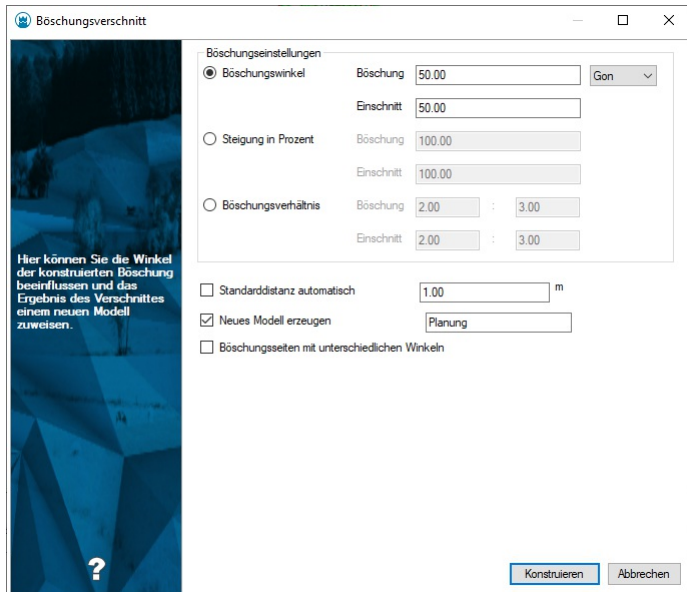 Böschungsverschnitt
Böschungseinstellungen
Böschungswinkel Böschung 50.00 Gon
Einschnitt 50.00
Steigung in Prozent Böschung 100.00
Einschnitt 100.00
Böschungsverhältnis Böschung 2.00 : 3.00
Einschnitt 2.00 : 3.00
Hier können Sie die Winkel
der konstruierten Böschung
beeinflussen und das
Ergebnis des Verschnittes
einem neuen Modell
zuweisen.
Standarddistanz automatisch 1.00 m
Neues Modell erzeugen Planung
Böschungsseiten mit unterschiedlichen Winkeln
?
Konstruieren Abbrechen